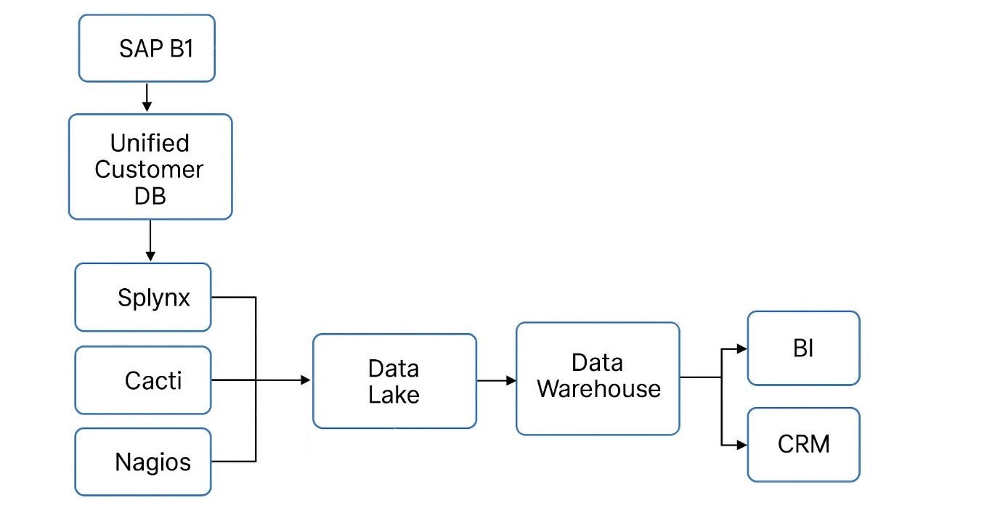 SAP B1
Unified
Customer
DB
Splynx
Cacti
Nagios
Data
Lake
Data
Warehouse
BI
CRM